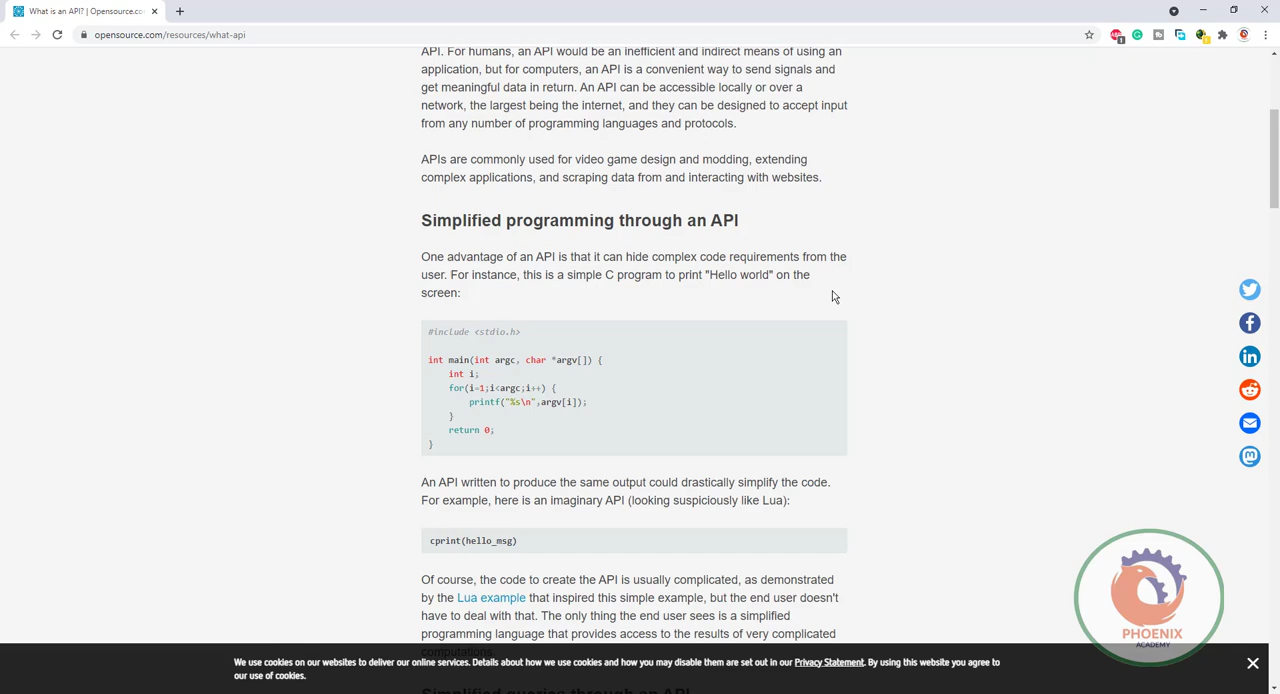 What is an API? | Opensource.co
opensource.com/resources/what-api
API. For humans, an API would be an inefficient and indirect means of using an
application, but for computers, an API is a convenient way to send signals and
get meaningful data in return. An API can be accessible locally or over a
network, the largest being the internet, and they can be designed to accept input
from any number of programming languages and protocols.
APIs are commonly used for video game design and modding, extending
complex applications, and scraping data from and interacting with websites.
Simplified programming through an API
One advantage of an API is that it can hide complex code requirements from the
user. For instance, this is a simple C program to print "Hello world" on the
screen:
#include <stdio.h>
int main(int argc, char *argv[]) {
int i;
for(i=1;i<argc;i++) {
printf("%s\n",argv[i]);
}
return 0;
}
An API written to produce the same output could drastically simplify the code.
For example, here is an imaginary API (looking suspiciously like Lua):
cprint(hello_msg)
Of course, the code to create the API is usually complicated, as demonstrated
by the Lua example that inspired this simple example, but the end user doesn't
have to deal with that. The only thing the end user sees is a simplified
programming language that provides access to the results of very complicated
computations.
We use cookies on our websites to deliver our online services. Details about how we use cookies and how you may disable them are set out in our Privacy Statement. By using this website you agree to
our use of cookies.
Simplified queries through an API
PHOENIX
ACADEMY